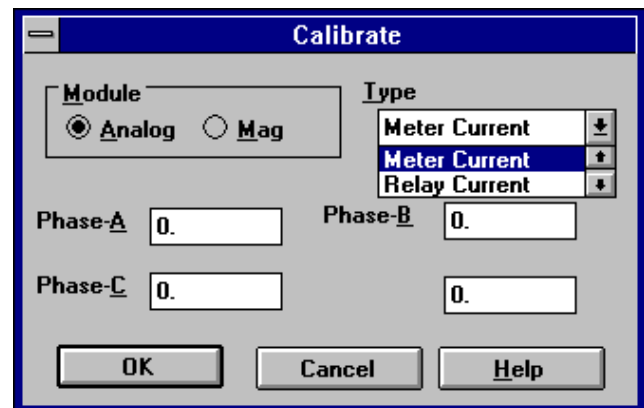 Calibrate
Module
Analog
Mag
Type
Meter Current
Meter Current
Relay Current
Phase-A
0.
Phase-B
0.
Phase-C
0.
0.
OK
Cancel
Help